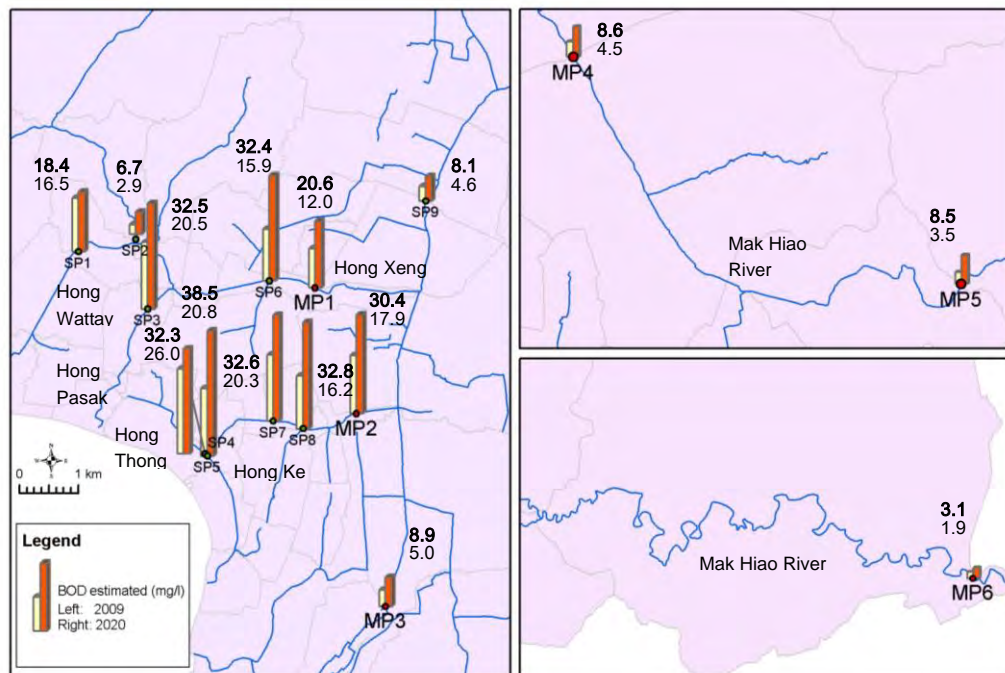 18.4
16.5
6.7
2.9
32.5
20.5
32.4
15.9
20.6
12.0
8.1
4.6
SP9
SP1
SP2
Hong
Wattay
SP3
SP6
MP1
Hong Xeng
38.5
20.8
30.4
17.9
32.3
26.0
32.6
20.3
32.8
16.2
Hong
Pasak
Hong
Thong
SP4
SP5
SP7
SP8
MP2
Hong Ke
N
W
E
S
0
1 km
8.9
5.0
MP3
Legend
BOD estimated (mg/l)
Left: 2009
Right: 2020
8.6
4.5
MP4
Mak Hiao
River
8.5
3.5
MP5
3.1
1.9
Mak Hiao River
MP6